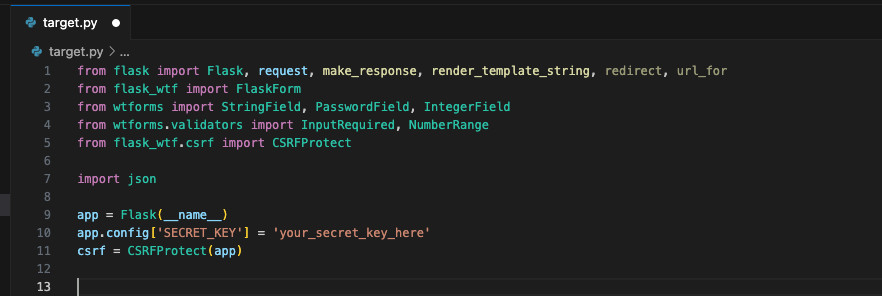 target.py
target.py > ...
1 from flask import Flask, request, make_response, render_template_string, redirect, url_for
2 from flask_wtf import FlaskForm
3 from wtforms import StringField, PasswordField, IntegerField
4 from wtforms.validators import InputRequired, NumberRange
5 from flask_wtf.csrf import CSRFProtect
6
7 import json
8
9 app = Flask(__name__)
10 app.config['SECRET_KEY'] = 'your_secret_key_here'
11 csrf = CSRFProtect(app)
12
13